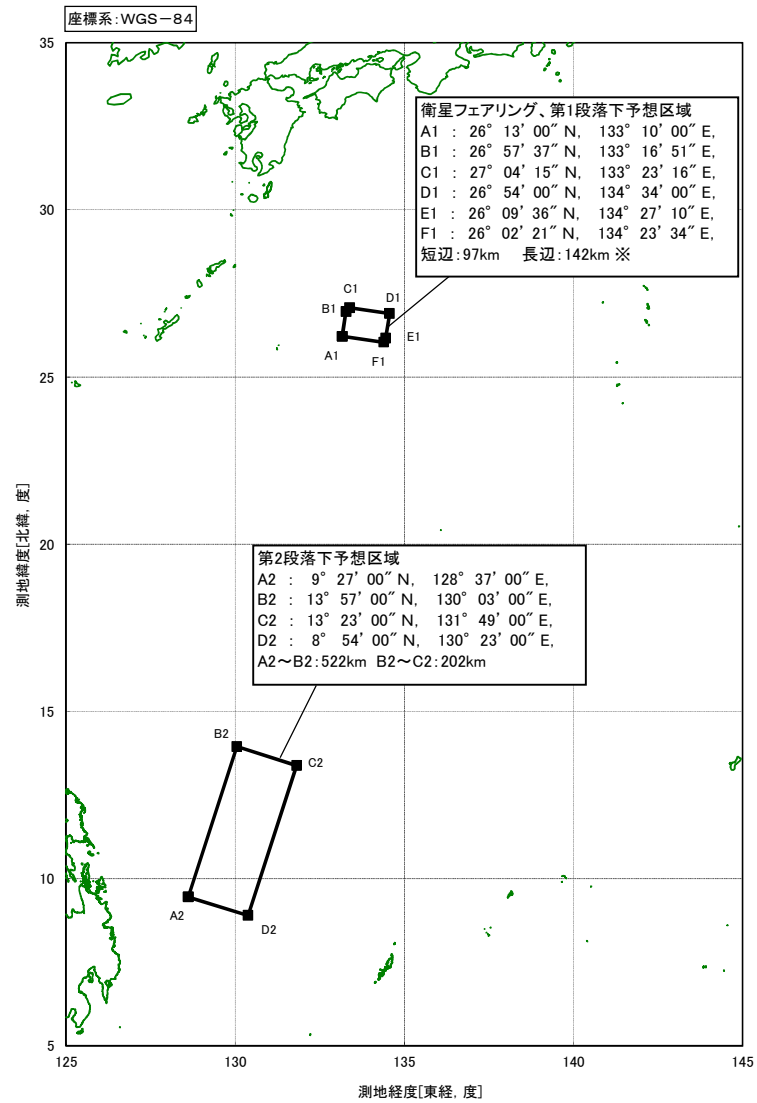 座標系:WGS-84
35
衛星フェアリング、第1段落下予想区域
A1 : 26° 13’ 00” N, 133° 10’ 00” E,
B1 : 26° 57’ 37” N, 133° 16’ 51” E,
C1 : 27° 04’ 15” N, 133° 23’ 16” E,
D1 : 26° 54’ 00” N, 134° 34’ 00” E,
E1 : 26° 09’ 36” N, 134° 27’ 10” E,
F1 : 26° 02’ 21” N, 134° 23’ 34” E,
短辺:97km 長辺:142km ※
30
C1
D1
B1
E1
A1
F1
25
測地緯度[北緯, 度]
20
第2段落下予想区域
A2 : 9° 27’ 00” N, 128° 37’ 00” E,
B2 : 13° 57’ 00” N, 130° 03’ 00” E,
C2 : 13° 23’ 00” N, 131° 49’ 00” E,
D2 : 8° 54’ 00” N, 130° 23’ 00” E,
A2~B2:522km B2~C2:202km
15
B2
C2
10
A2
D2
5
125 130 135 140 145
測地経度[東経, 度]